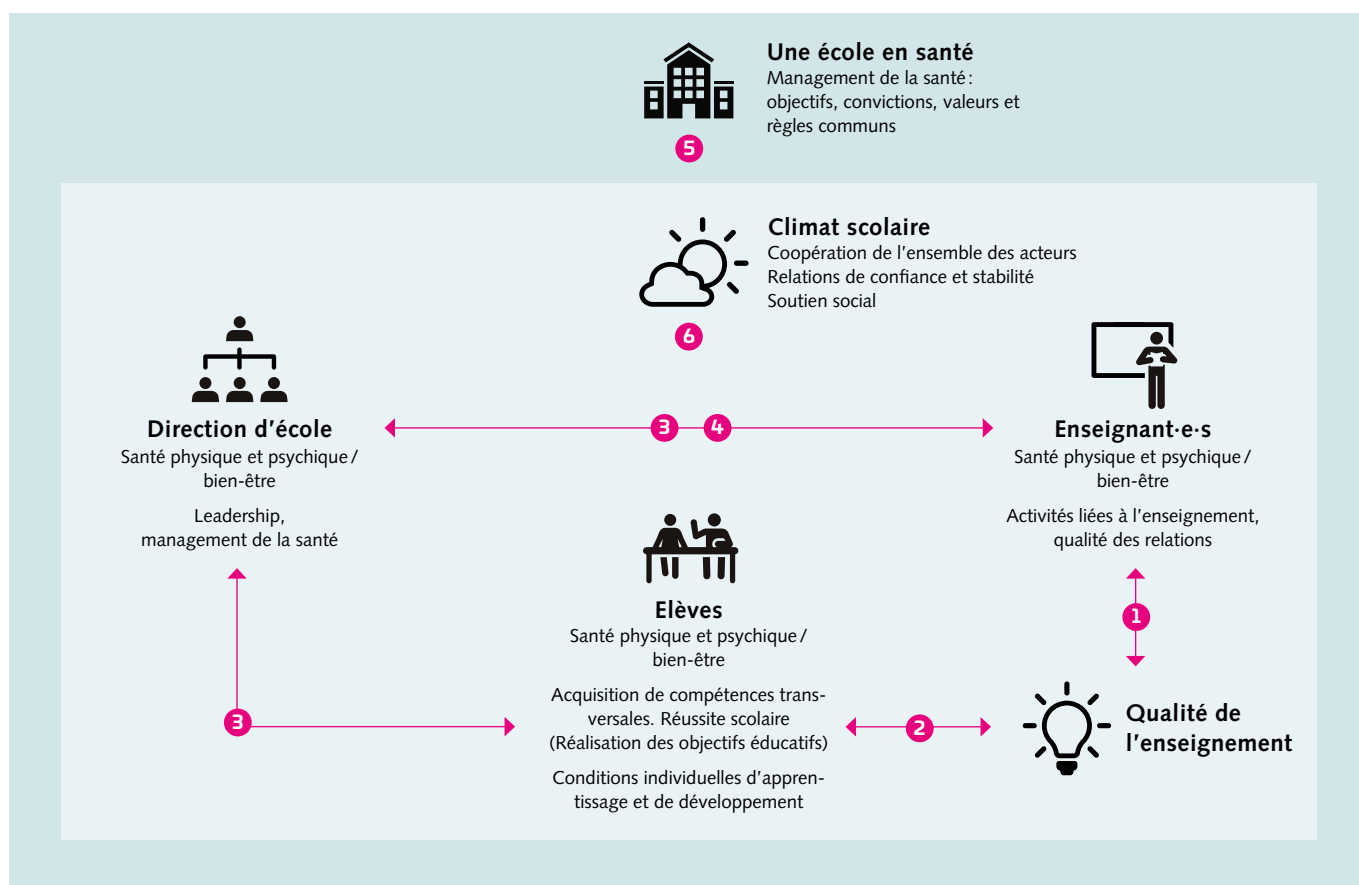 Une école en santé
Management de la santé :
objectifs, convictions, valeurs et
règles communs
5
Climat scolaire
Coopération de l'ensemble des acteurs
Relations de confiance et stabilité
Soutien social
6
Direction d'école
Santé physique et psychique /
bien-être
Leadership,
management de la santé
3
4
Enseignant·e·s
Santé physique et psychique /
bien-être
Activités liées à l'enseignement,
qualité des relations
1
Elèves
Santé physique et psychique /
bien-être
Acquisition de compétences trans-
versales. Réussite scolaire
(Réalisation des objectifs éducatifs)
Conditions individuelles d'appren-
tissage et de développement
3
2
Qualité de
l'enseignement